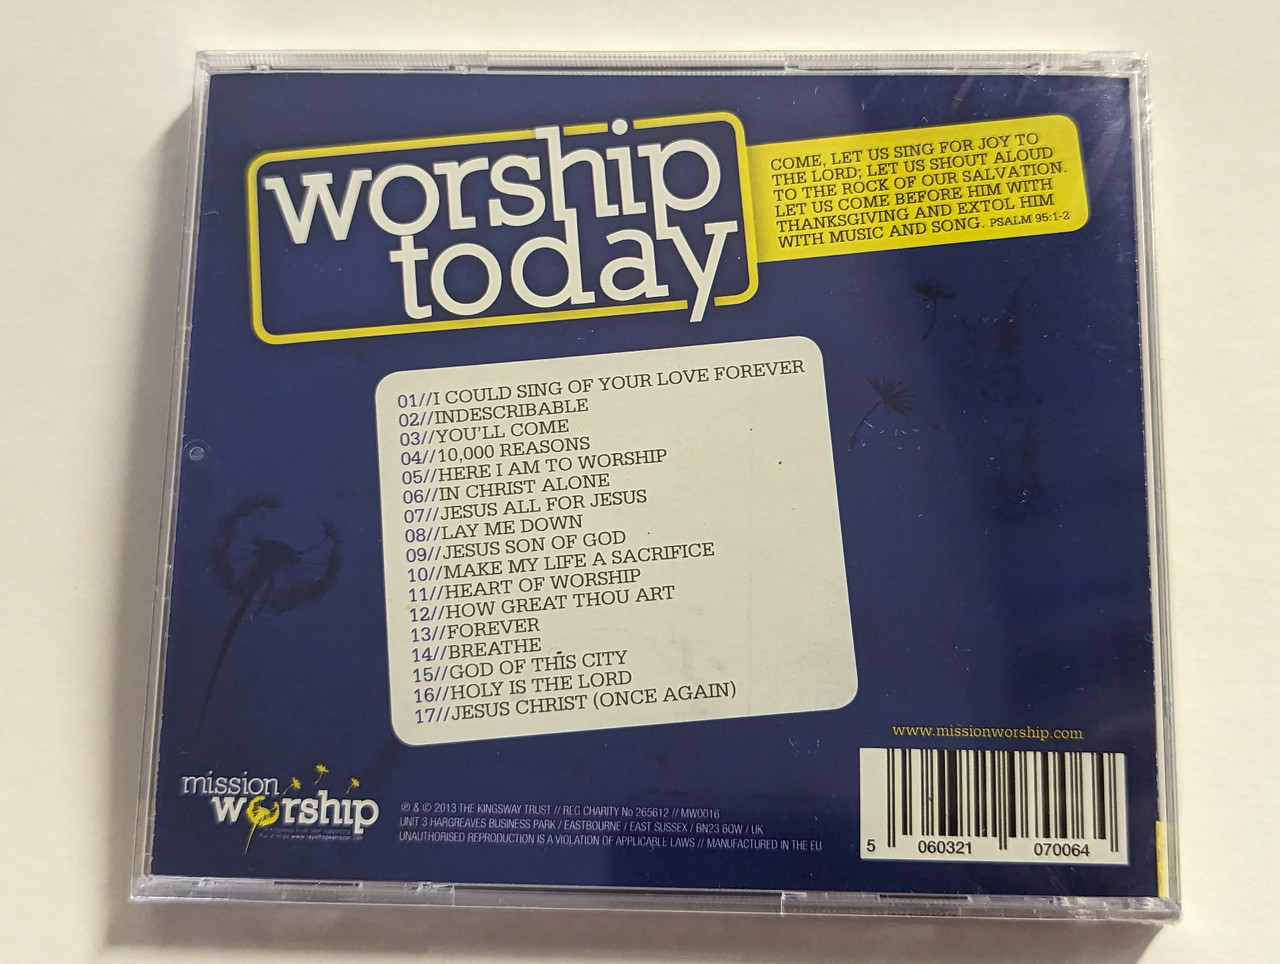 worship
today
COME, LET US SING FOR JOY TO
THE LORD; LET US SHOUT ALOUD
TO THE ROCK OF OUR SALVATION.
LET US COME BEFORE HIM WITH
THANKSGIVING AND EXTOL HIM
WITH MUSIC AND SONG. PSALM 95:1-2
01//I COULD SING OF YOUR LOVE FOREVER
02//INDESCRIBABLE
03//YOU'LL COME
04//10,000 REASONS
05//HERE I AM TO WORSHIP
06//IN CHRIST ALONE
07//JESUS ALL FOR JESUS
08//LAY ME DOWN
09//JESUS SON OF GOD
10//MAKE MY LIFE A SACRIFICE
11//HEART OF WORSHIP
12//HOW GREAT THOU ART
13//FOREVER
14//BREATHE
15//GOD OF THIS CITY
16//HOLY IS THE LORD
17//JESUS CHRIST (ONCE AGAIN)
www.missionworship.com
mission
worship
℗ & © 2013 THE KINGSWAY TRUST // REG CHARITY No 265612 // MW0016
UNIT 3 HARGREAVES BUSINESS PARK / EASTBOURNE / EAST SUSSEX / BN23 6QW / UK
UNAUTHORISED REPRODUCTION IS A VIOLATION OF APPLICABLE LAWS // MANUFACTURED IN THE EU
5 060321 070064